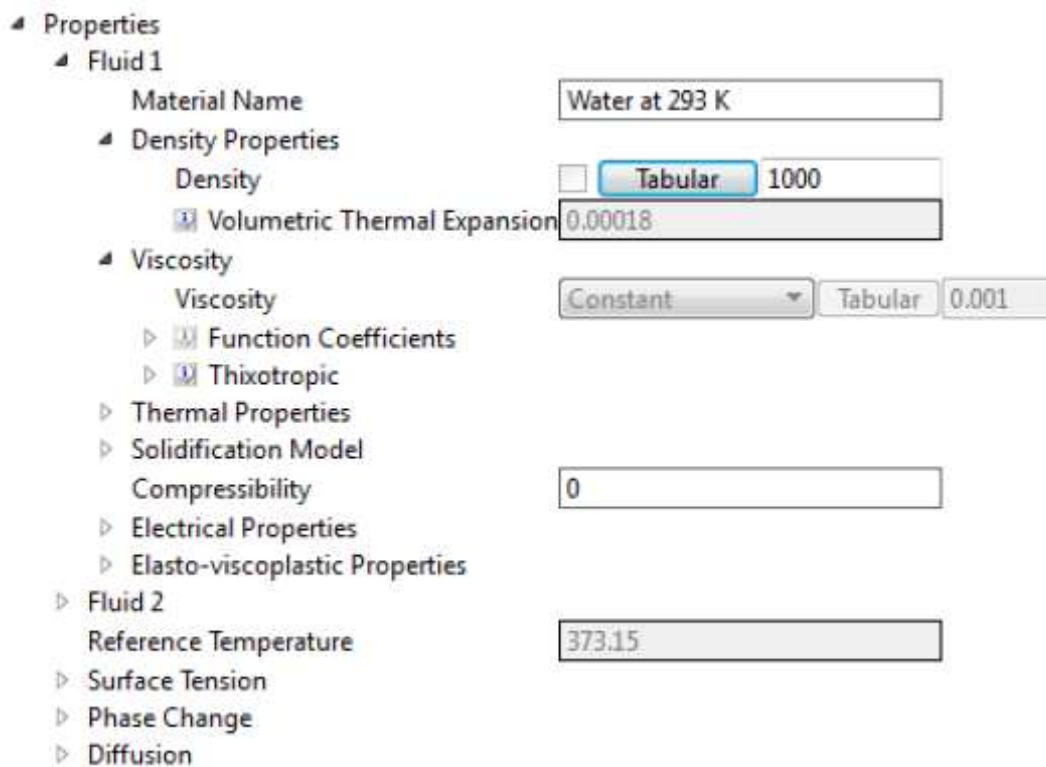 Properties
Fluid 1
Material Name Water at 293 K
Density Properties
Density Tabular 1000
Volumetric Thermal Expansion 0.00018
Viscosity
Viscosity Constant Tabular 0.001
Function Coefficients
Thixotropic
Thermal Properties
Solidification Model
Compressibility 0
Electrical Properties
Elasto-viscoplastic Properties
Fluid 2
Reference Temperature 373.15
Surface Tension
Phase Change
Diffusion